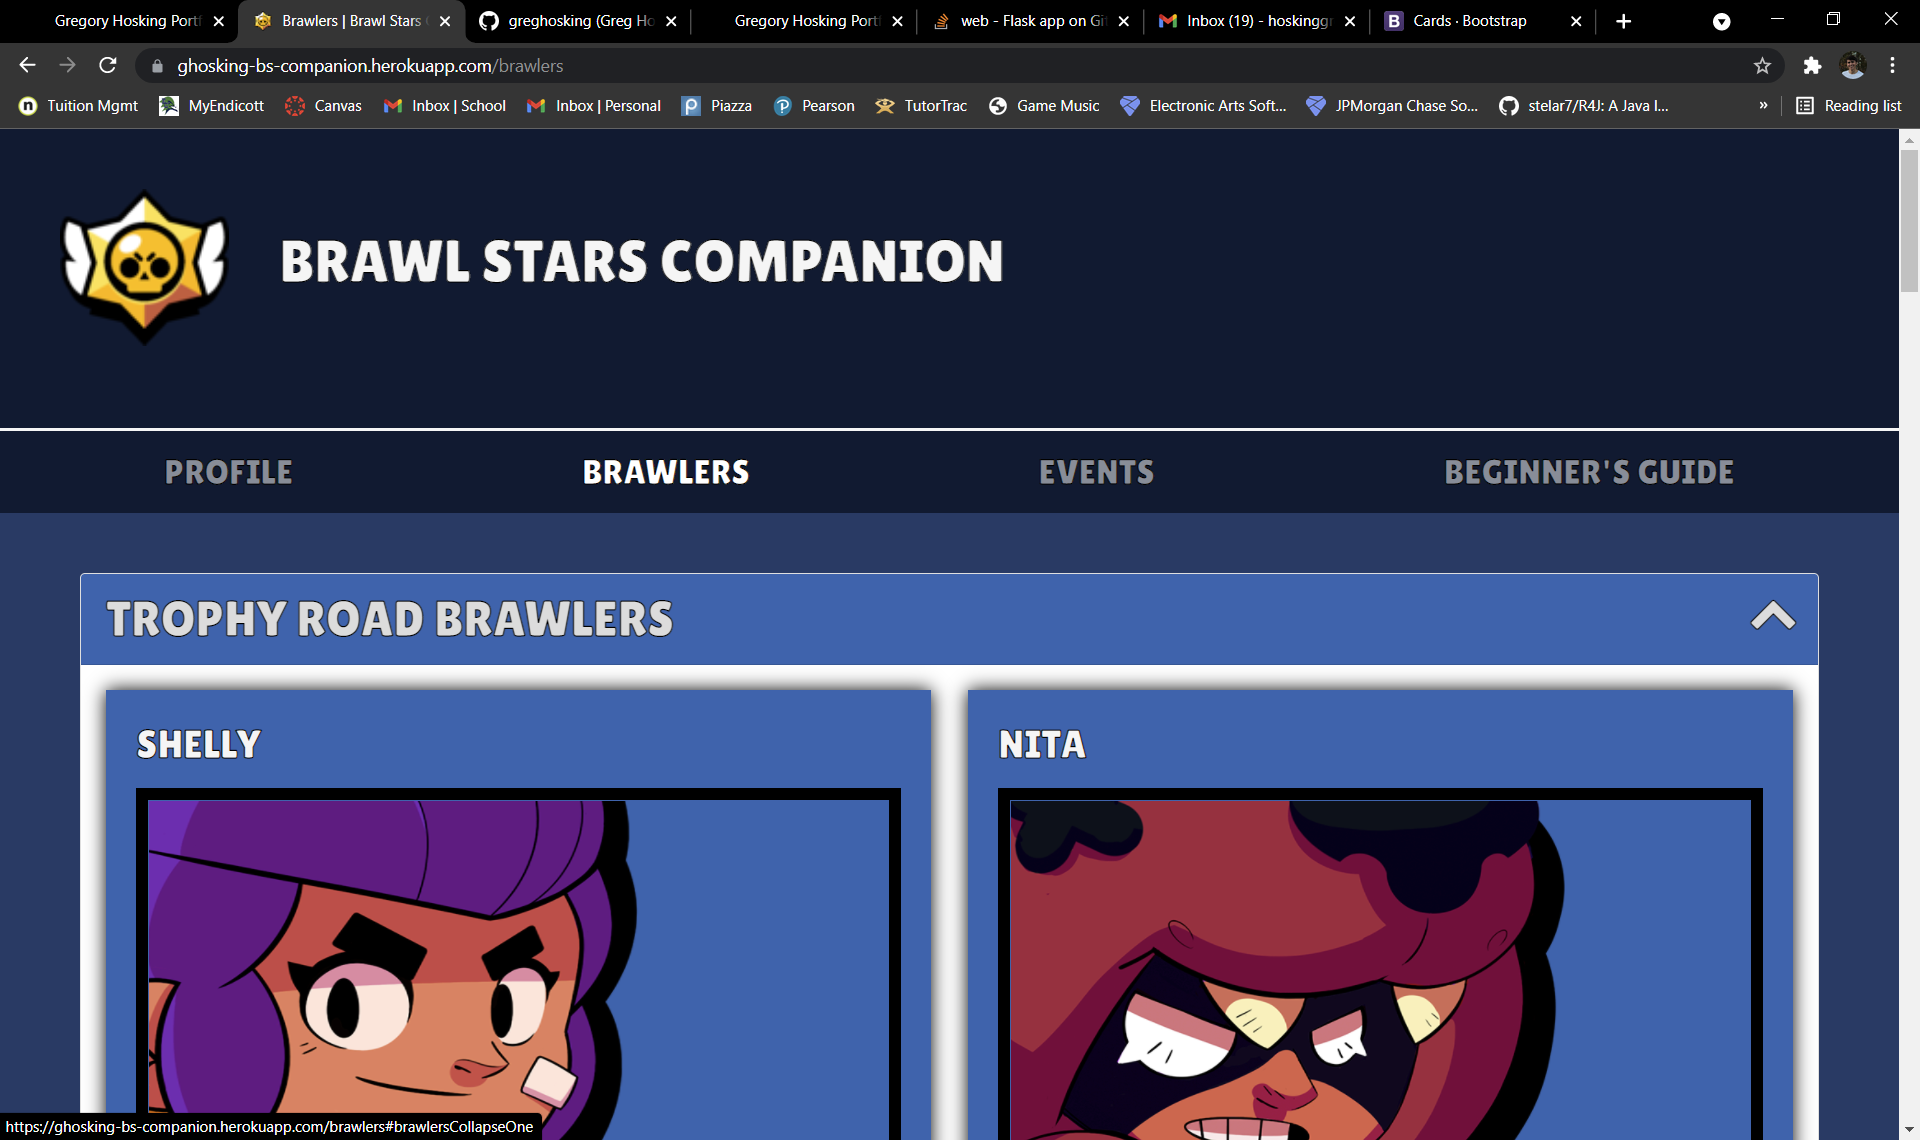 Gregory Hosking Portf
Brawlers | Brawl Stars C
greghosking (Greg Ho
Gregory Hosking Portf
web - Flask app on Git
Inbox (19) - hoskinggr
Cards · Bootstrap
ghosking-bs-companion.herokuapp.com/brawlers
Tuition Mgmt
MyEndicott
Canvas
Inbox | School
Inbox | Personal
Piazza
Pearson
TutorTrac
Game Music
Electronic Arts Soft...
JPMorgan Chase So...
stelar7/R4J: A Java I...
»
Reading list
BRAWL STARS COMPANION
PROFILE
BRAWLERS
EVENTS
BEGINNER'S GUIDE
TROPHY ROAD BRAWLERS
SHELLY
NITA
https://ghosking-bs-companion.herokuapp.com/brawlers#brawlersCollapseOne